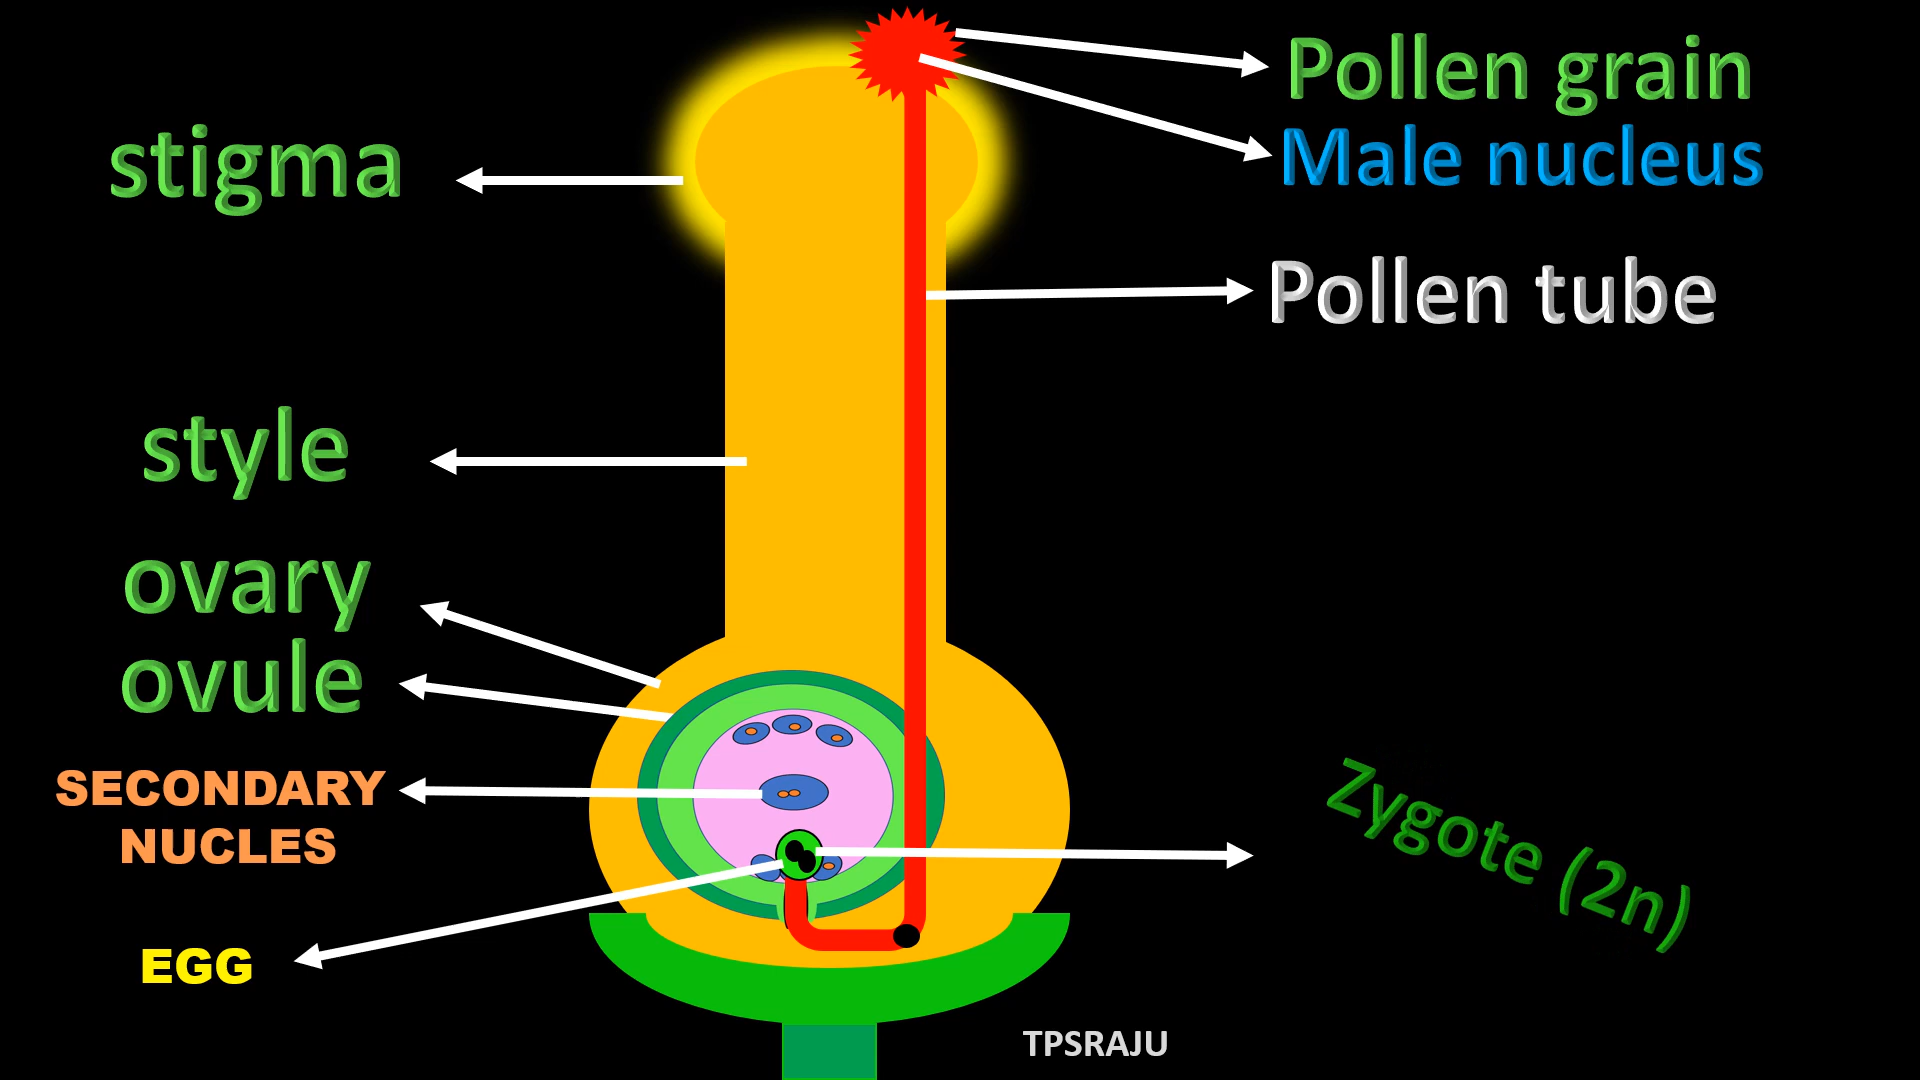 Pollen grain
Male nucleus
stigma
Pollen tube
style
ovary
ovule
SECONDARY
NUCLES
Zygote (2n)
EGG
TPSRAJU